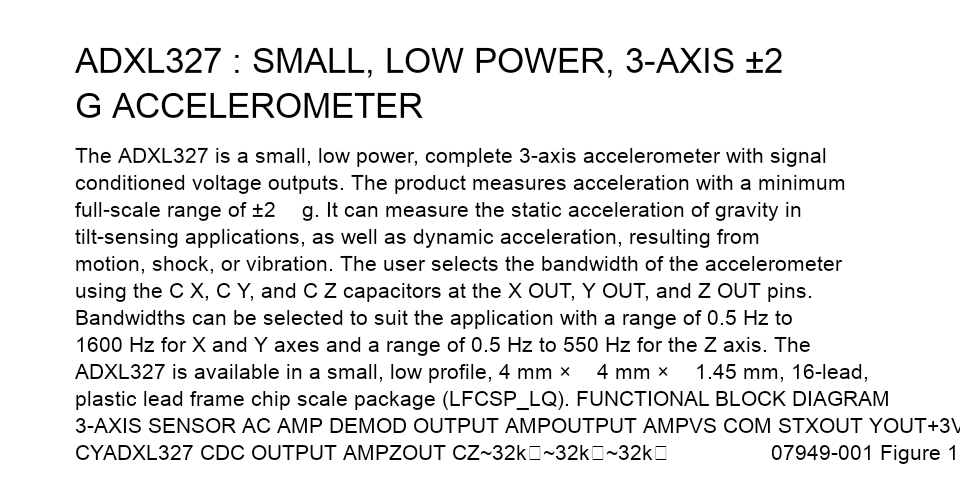 ADXL327 : SMALL, LOW POWER, 3-AXIS ±2
G ACCELEROMETER
The ADXL327 is a small, low power, complete 3-axis accelerometer with signal
conditioned voltage outputs. The product measures acceleration with a minimum
full-scale range of ±2 g. It can measure the static acceleration of gravity in
tilt-sensing applications, as well as dynamic acceleration, resulting from
motion, shock, or vibration. The user selects the bandwidth of the accelerometer
using the C X, C Y, and C Z capacitors at the X OUT, Y OUT, and Z OUT pins.
Bandwidths can be selected to suit the application with a range of 0.5 Hz to
1600 Hz for X and Y axes and a range of 0.5 Hz to 550 Hz for the Z axis. The
ADXL327 is available in a small, low profile, 4 mm × 4 mm × 1.45 mm, 16-lead,
plastic lead frame chip scale package (LFCSP_LQ). FUNCTIONAL BLOCK DIAGRAM
3-AXIS SENSOR AC AMP DEMOD OUTPUT AMPOUTPUT AMPVS COM STXOUT YOUT+3V
CYADXL327 CDC OUTPUT AMPZOUT CZ~32k□~32k□~32k□ 07949-001 Figure 1